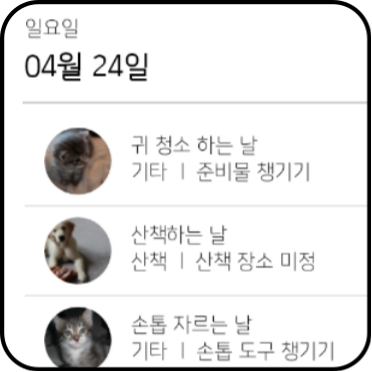 일요일
04월 24일
귀 청소 하는 날
기타 | 준비물 챙기기
산책하는 날
산책 | 산책 장소 미정
손톱 자르는 날
기타 | 손톱 도구 챙기기